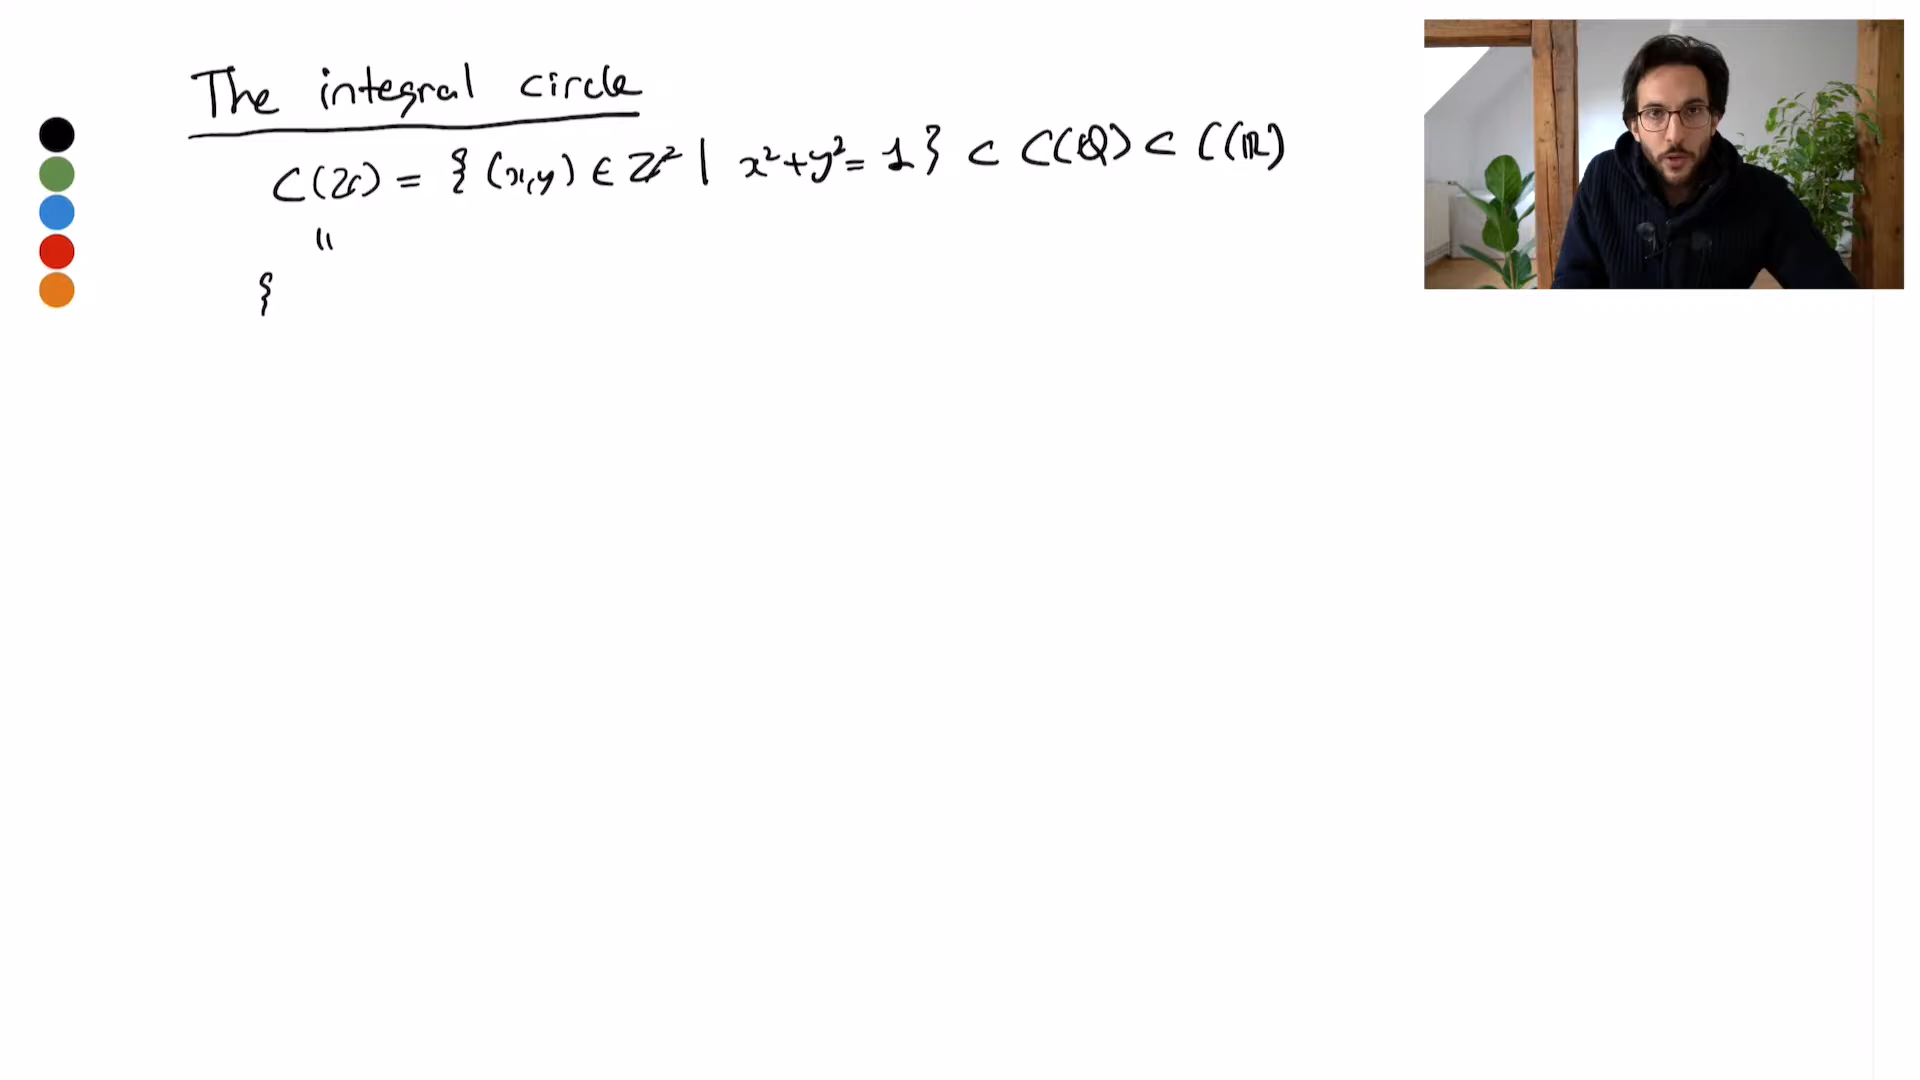 The integral circle
C(ℤ) = { (x,y) ∈ ℤ² | x²+y² = 1 } ⊂ C(ℚ) ⊂ C(ℝ)
"
{